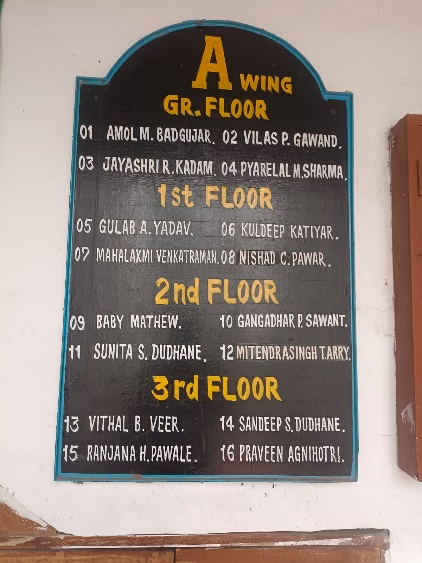 A WING
GR. FLOOR
01 AMOL M. BADGUJAR. 02 VILAS P. GAWAND.
03 JAYASHRI R. KADAM. 04 PYARELAL M. SHARMA.
1st FLOOR
05 GULAB A. YADAV. 06 KULDEEP KATIYAR.
07 MAHALAXMI VENKATRAMAN. 08 NISHAD C. PAWAR.
2nd FLOOR
09 BABY MATHEW. 10 GANGADHAR P. SAWANT.
11 SUNITA S. DUDHANE. 12 MITENDRASINGH T. ARRY.
3rd FLOOR
13 VITHAL B. VEER. 14 SANDEEP S. DUDHANE.
15 RANJANA H. PAWALE. 16 PRAVEEN AGNIHOTRI.